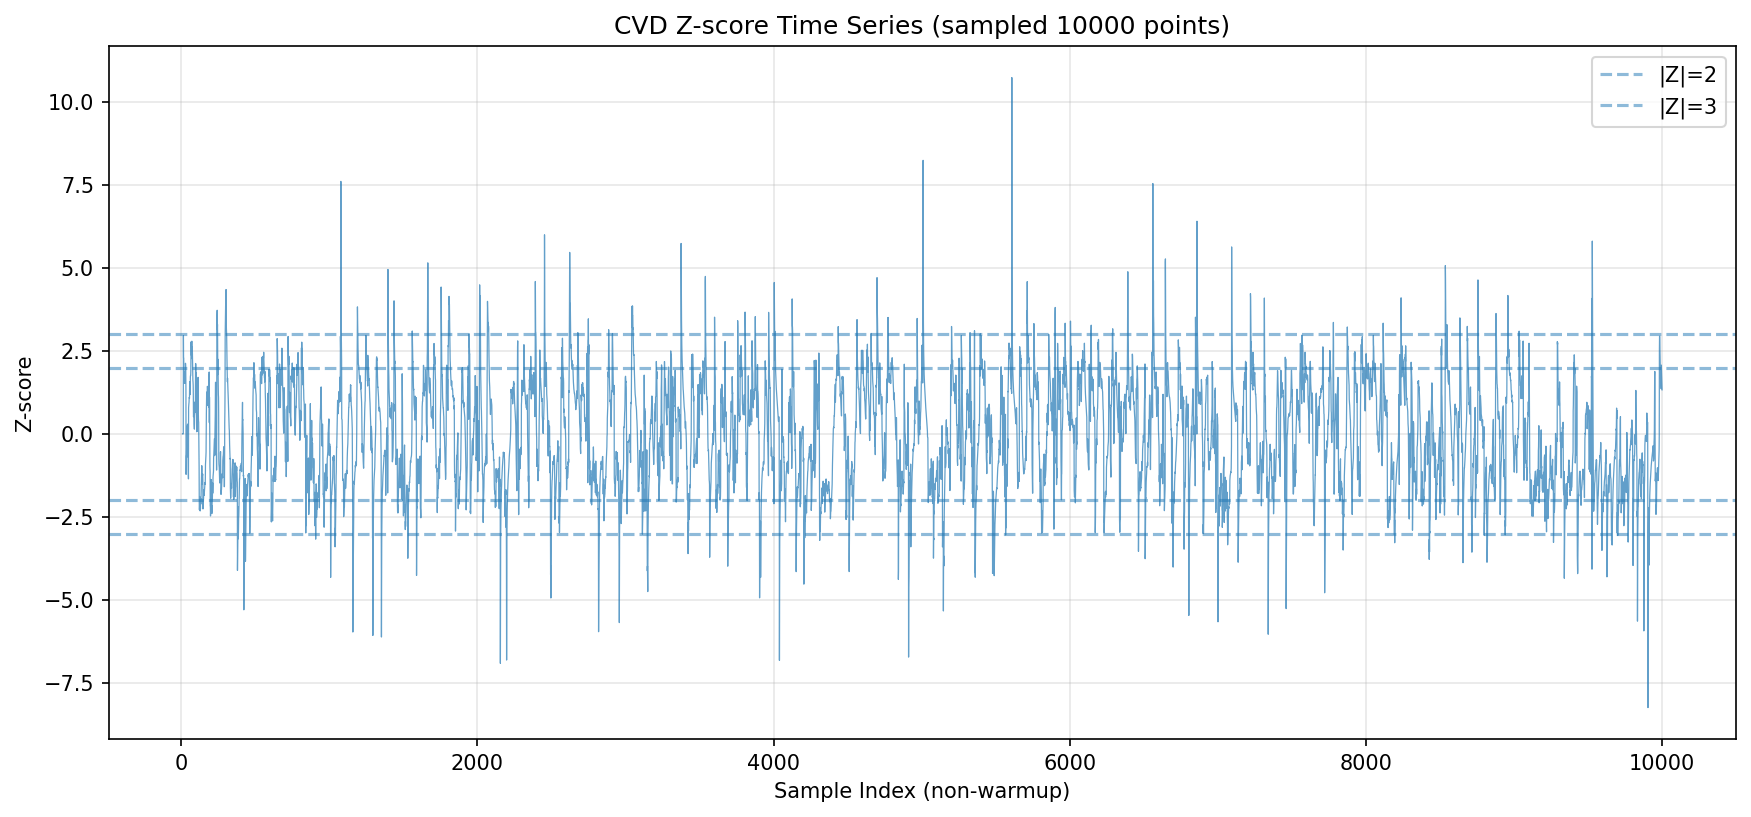 CVD Z-score Time Series (sampled 10000 points)
|Z|=2
|Z|=3
10.0
7.5
5.0
2.5
0.0
−2.5
−5.0
−7.5
Z-score
0 2000 4000 6000 8000 10000
Sample Index (non-warmup)